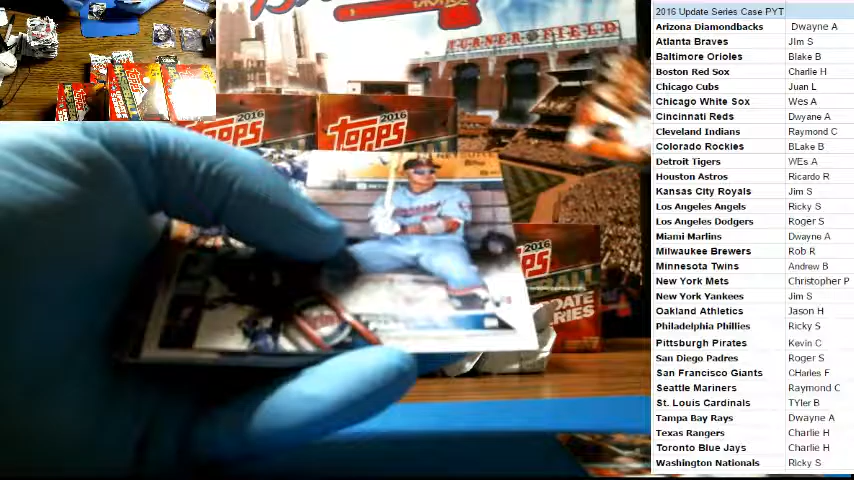 2016 Update Series Case PYT
Arizona Diamondbacks Dwayne A
Atlanta Braves JIm S
Baltimore Orioles Blake B
Boston Red Sox Charlie H
Chicago Cubs Juan L
Chicago White Sox Wes A
Cincinnati Reds Dwyane A
Cleveland Indians Raymond C
Colorado Rockies BLake B
Detroit Tigers WEs A
Houston Astros Ricardo R
Kansas City Royals Jim S
Los Angeles Angels Ricky S
Los Angeles Dodgers Roger S
Miami Marlins Dwayne A
Milwaukee Brewers Rob R
Minnesota Twins Andrew B
New York Mets Christopher P
New York Yankees Jim S
Oakland Athletics Jason H
Philadelphia Phillies Ricky S
Pittsburgh Pirates Kevin C
San Diego Padres Roger S
San Francisco Giants CHarles F
Seattle Mariners Raymond C
St. Louis Cardinals TYler B
Tampa Bay Rays Dwayne A
Texas Rangers Charlie H
Toronto Blue Jays Charlie H
Washington Nationals Ricky S
TURNER FIELD
2016
TOPPS
2016
TOPPS
2016